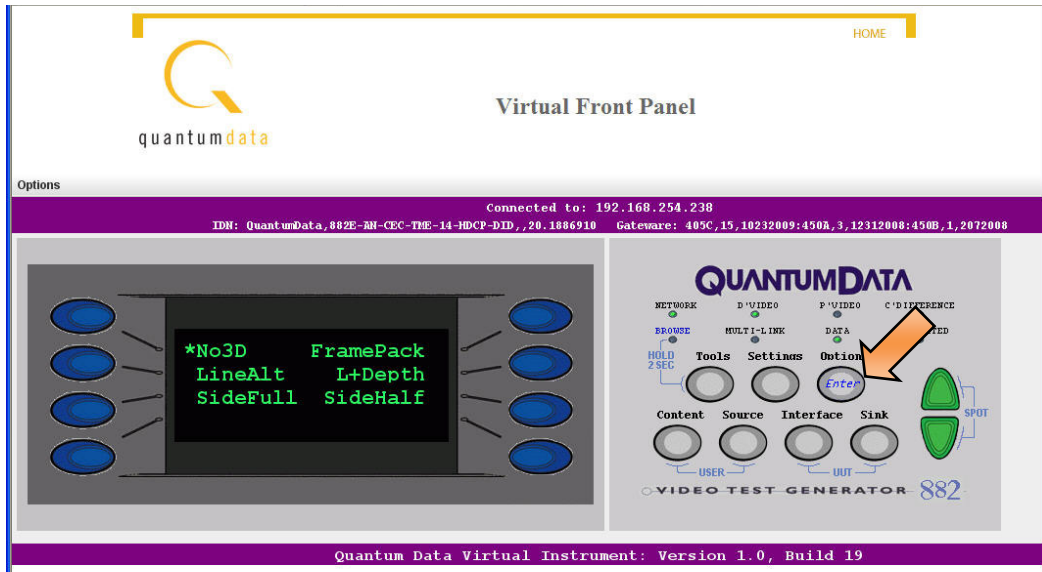 HOME
quantumdata
Virtual Front Panel
Options
Connected to: 192.168.254.238
IDN: QuantumData,882E-AN-CEC-TME-14-HDCP-DID,,20.1886910 Gateware: 405C,15,10232009:450A,3,12312008:450B,1,2072008
*No3D FramePack
LineAlt L+Depth
SideFull SideHalf
QUANTUMDATA
NETWORK D'VIDEO P'VIDEO C'DIFFERENCE
BROWSE MULTI-LINK DATA
HOLD 2 SEC
Tools Settings Option
Enter
Content Source Interface Sink
SPOT
USER UUT
VIDEO TEST GENERATOR 882
Quantum Data Virtual Instrument: Version 1.0, Build 19